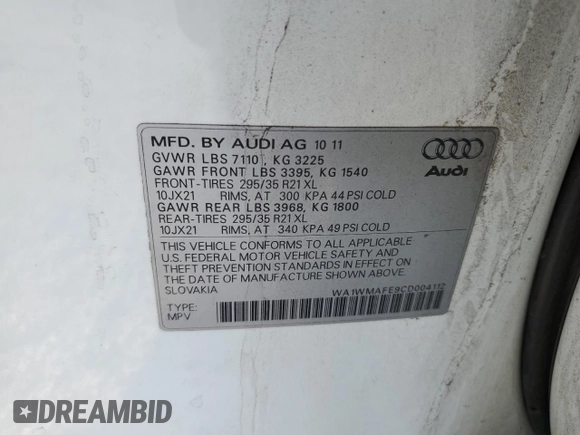 MFD. BY AUDI AG 10 11
GVWR LBS 7110, KG 3225
GAWR FRONT LBS 3395, KG 1540
FRONT-TIRES 295/35 R21 XL
10JX21 RIMS, AT 300 KPA 44 PSI COLD
GAWR REAR LBS 3968, KG 1800
REAR-TIRES 295/35 R21 XL
10JX21 RIMS, AT 340 KPA 49 PSI COLD
Audi
THIS VEHICLE CONFORMS TO ALL APPLICABLE
U.S. FEDERAL MOTOR VEHICLE SAFETY AND
THEFT PREVENTION STANDARDS IN EFFECT ON
THE DATE OF MANUFACTURE SHOWN ABOVE.
SLOVAKIA
WA1WMAFE9CD004112
TYPE:
MPV
DREAMBID